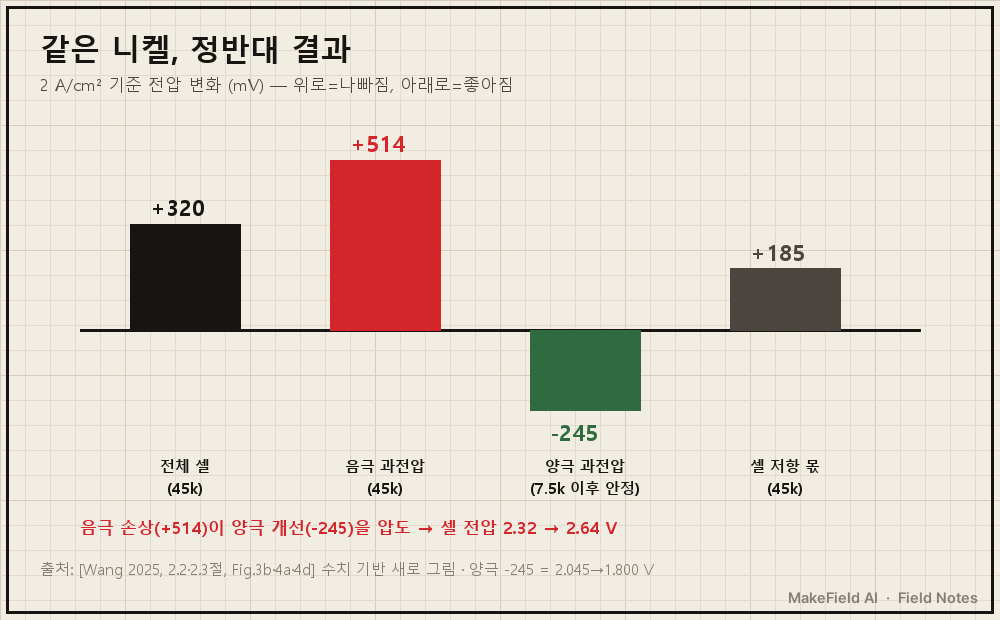 같은 니켈, 정반대 결과
2 A/cm² 기준 전압 변화 (mV) — 위로=나빠짐, 아래로=좋아짐
+514
+320
+185
-245
전체 셀
(45k)
음극 과전압
(45k)
양극 과전압
(7.5k 이후 안정)
셀 저항 몫
(45k)
음극 손상(+514)이 양극 개선(-245)을 압도 → 셀 전압 2.32 → 2.64 V
출처: [Wang 2025, 2.2·2.3절, Fig.3b·4a·4d] 수치 기반 새로 그림 · 양극 -245 = 2.045→1.800 V
MakeField AI · Field Notes